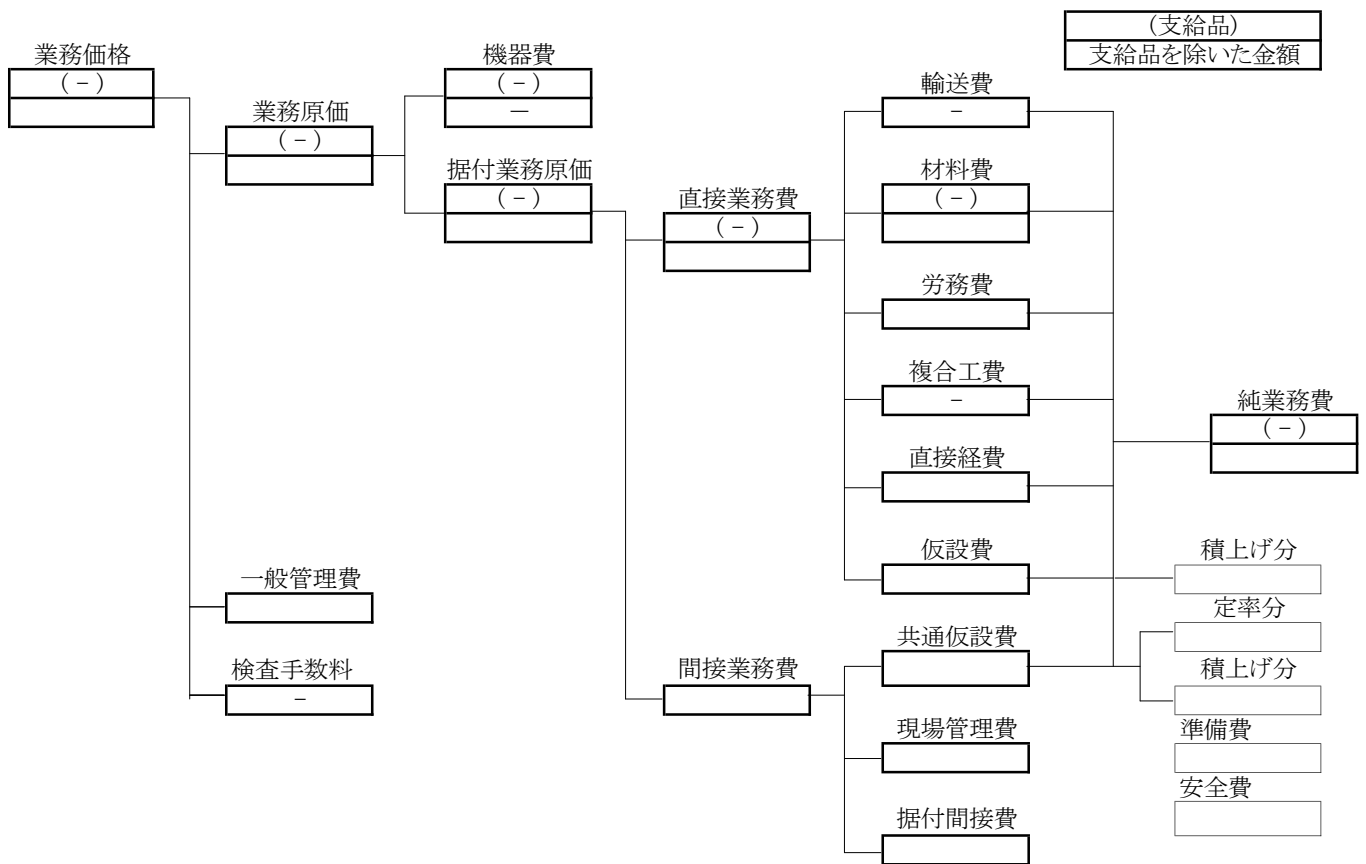 (支給品)
支給品を除いた金額
業務価格
(-)
業務原価
(-)
機器費
(-)
―
据付業務原価
(-)
直接業務費
(-)
輸送費
-
材料費
(-)
労務費
複合工費
-
直接経費
仮設費
純業務費
(-)
積上げ分
一般管理費
検査手数料
-
間接業務費
共通仮設費
定率分
積上げ分
準備費
安全費
現場管理費
据付間接費